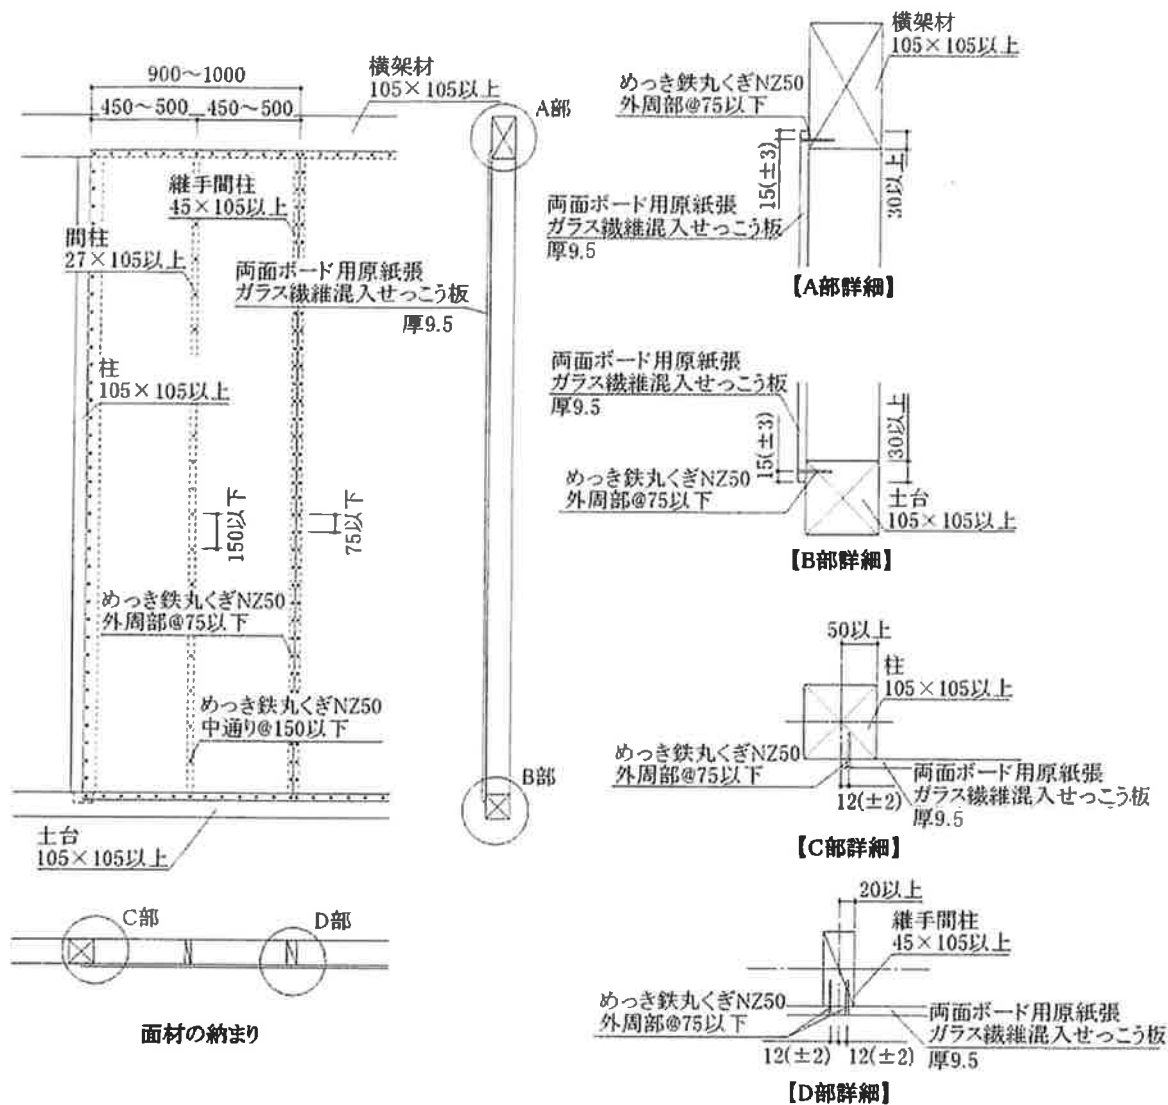 900〜1000
450〜500
450〜500
横架材
105×105以上
A部
継手間柱
45×105以上
間柱
27×105以上
両面ボード用原紙張
ガラス繊維混入せっこう板
厚9.5
柱
105×105以上
150以下
75以下
めっき鉄丸くぎNZ50
外周部@75以下
めっき鉄丸くぎNZ50
中通り@150以下
B部
土台
105×105以上
C部
D部
面材の納まり
横架材
105×105以上
めっき鉄丸くぎNZ50
外周部@75以下
15(±3)
30以上
両面ボード用原紙張
ガラス繊維混入せっこう板
厚9.5
【A部詳細】
両面ボード用原紙張
ガラス繊維混入せっこう板
厚9.5
15(±3)
30以上
めっき鉄丸くぎNZ50
外周部@75以下
土台
105×105以上
【B部詳細】
50以上
柱
105×105以上
めっき鉄丸くぎNZ50
外周部@75以下
12(±2)
両面ボード用原紙張
ガラス繊維混入せっこう板
厚9.5
【C部詳細】
20以上
継手間柱
45×105以上
めっき鉄丸くぎNZ50
外周部@75以下
12(±2)
12(±2)
両面ボード用原紙張
ガラス繊維混入せっこう板
厚9.5
【D部詳細】